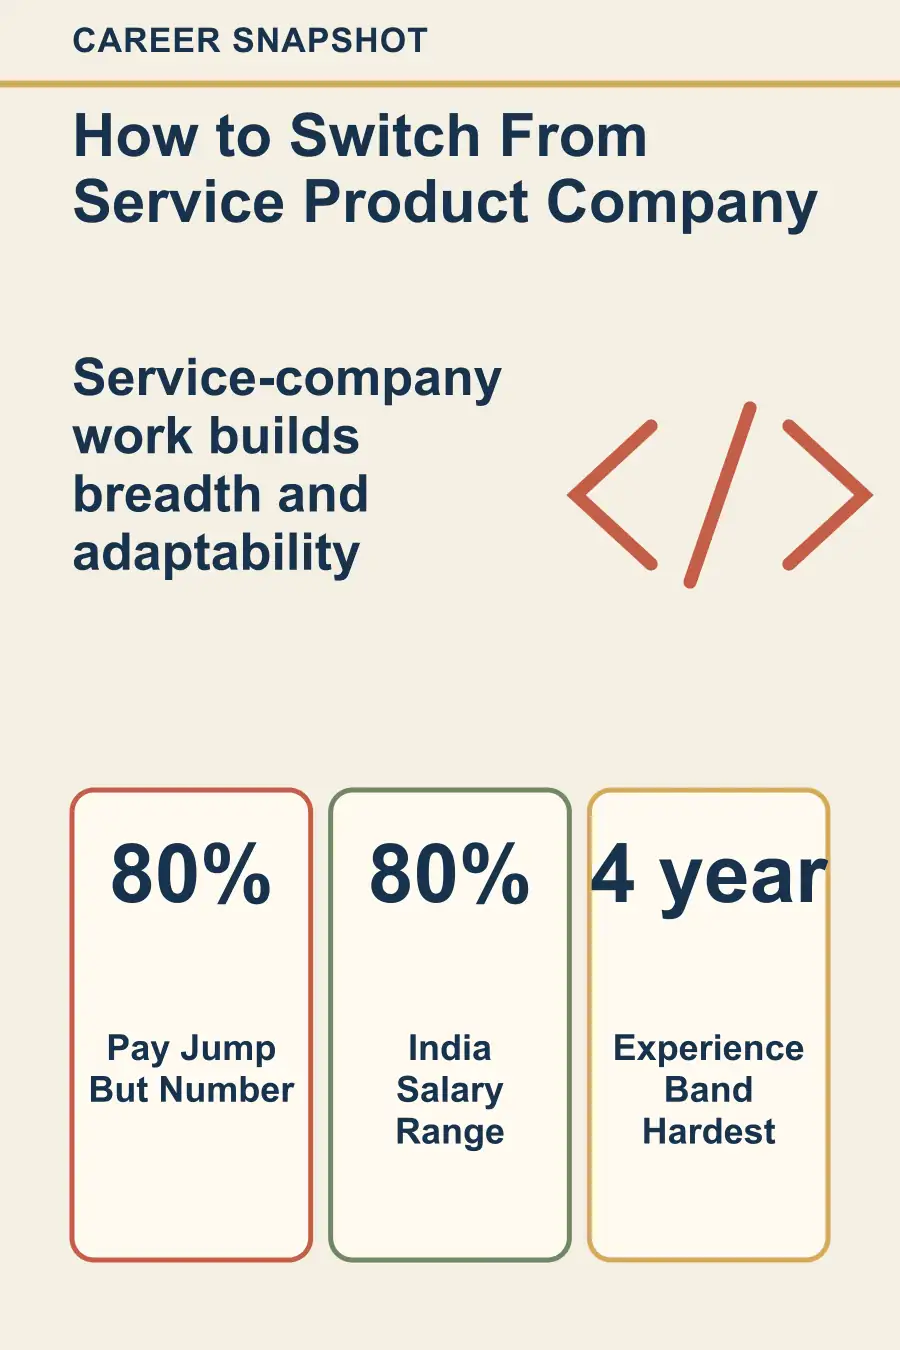 CAREER SNAPSHOT
How to Switch From
Service Product Company
Service-company
work builds
breadth and
adaptability
80%
Pay Jump
But Number
80%
India
Salary
Range
4 year
Experience
Band
Hardest